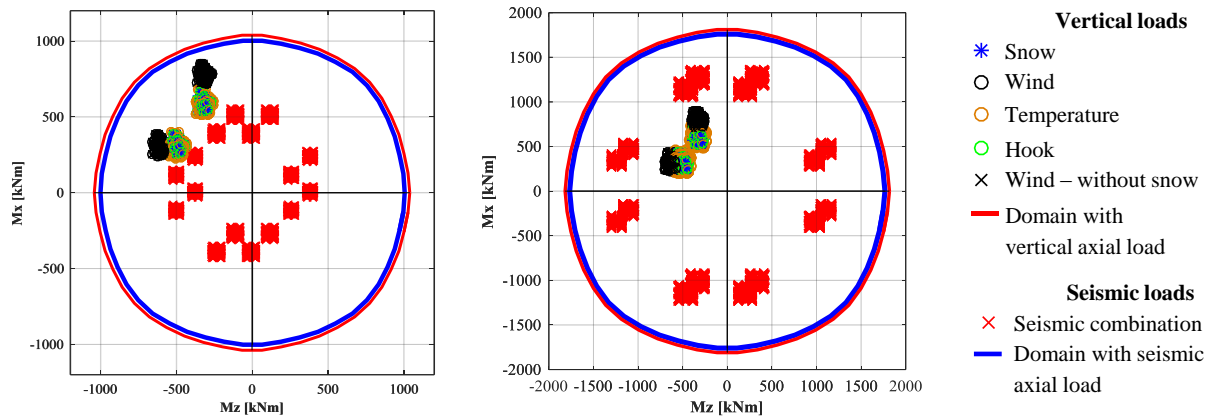 1000
500
0
-500
-1000
Mx [kNm]
-1000
-500
0
500
1000
Mz [kNm]
2000
1500
1000
500
0
-500
-1000
-1500
-2000
Mx [kNm]
-2000
-1500
-1000
-500
0
500
1000
1500
2000
Mz [kNm]
Vertical loads
Snow
Wind
Temperature
Hook
Wind – without snow
Domain with
vertical axial load
Seismic loads
Seismic combination
Domain with seismic
axial load